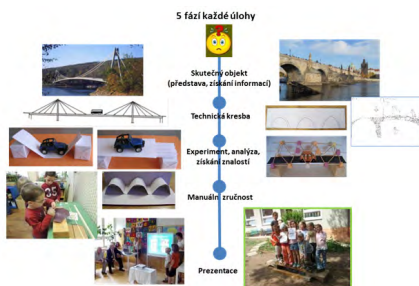 5 fází každé úlohy
Skutečný objekt
(představa, získání informací)
Technická kresba
Experiment, analýza,
získání znalostí
Manuální zručnost
Prezentace